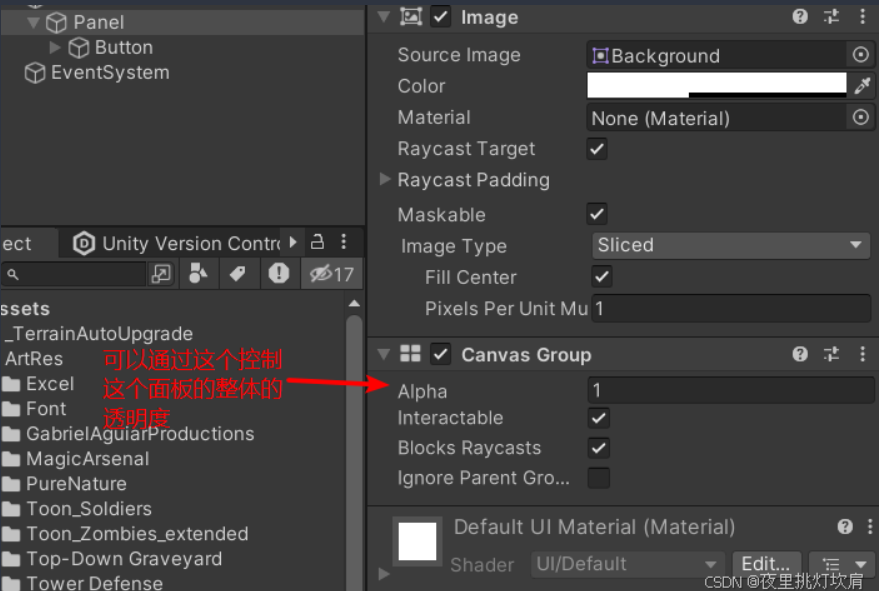 Panel
Button
EventSystem
ect
Unity Version Contro
17
ssets
_TerrainAutoUpgrade
ArtRes
Excel
Font
GabrielAguiarProductions
MagicArsenal
PureNature
Toon_Soldiers
Toon_Zombies_extended
Top-Down Graveyard
Tower Defense
可以通过这个控制
这个面板的整体的
透明度
Image
Source Image
Background
Color
Material
None (Material)
Raycast Target
Raycast Padding
Maskable
Image Type
Sliced
Fill Center
Pixels Per Unit Mu
1
Canvas Group
Alpha
1
Interactable
Blocks Raycasts
Ignore Parent Gro...
Default UI Material (Material)
Shader
UI/Default
Edit...
CSDN @夜里挑灯坎肩